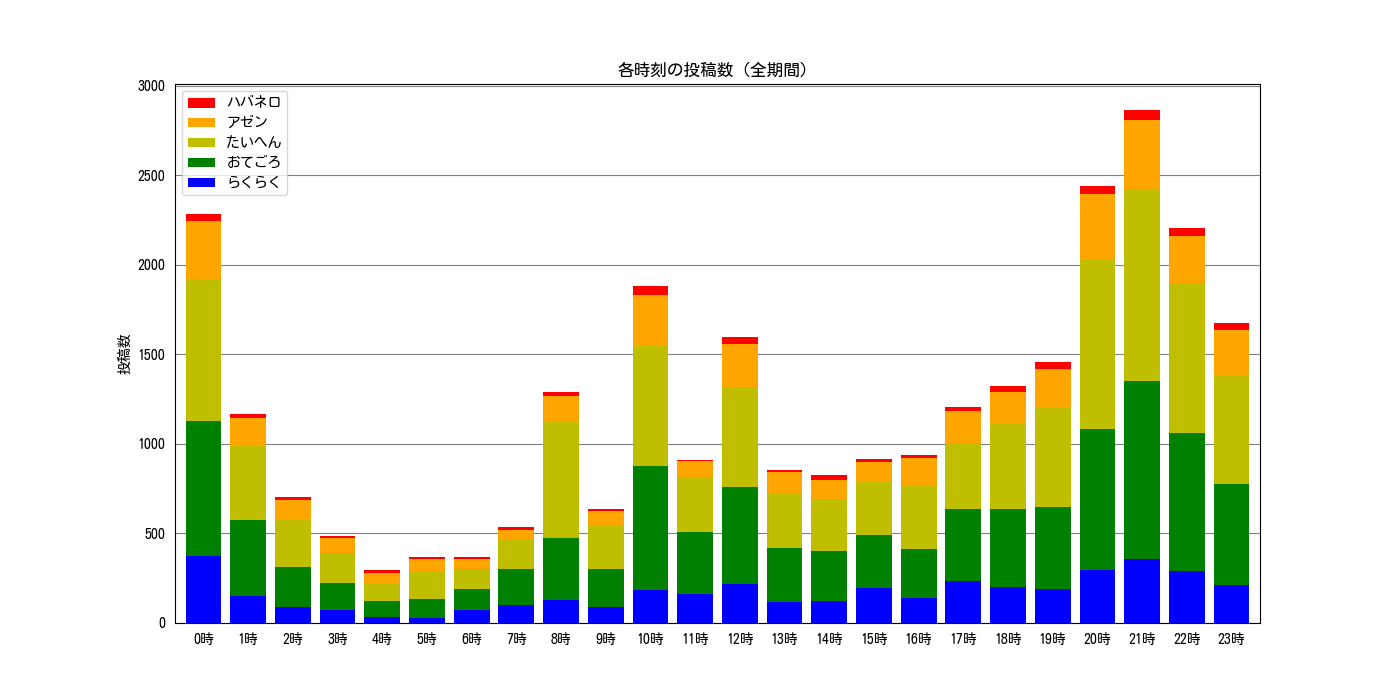 各時刻の投稿数（全期間）
投稿数
3000
2500
2000
1500
1000
500
0
ハバネロ
アゼン
たいへん
おてごろ
らくらく
0時 1時 2時 3時 4時 5時 6時 7時 8時 9時 10時 11時 12時 13時 14時 15時 16時 17時 18時 19時 20時 21時 22時 23時